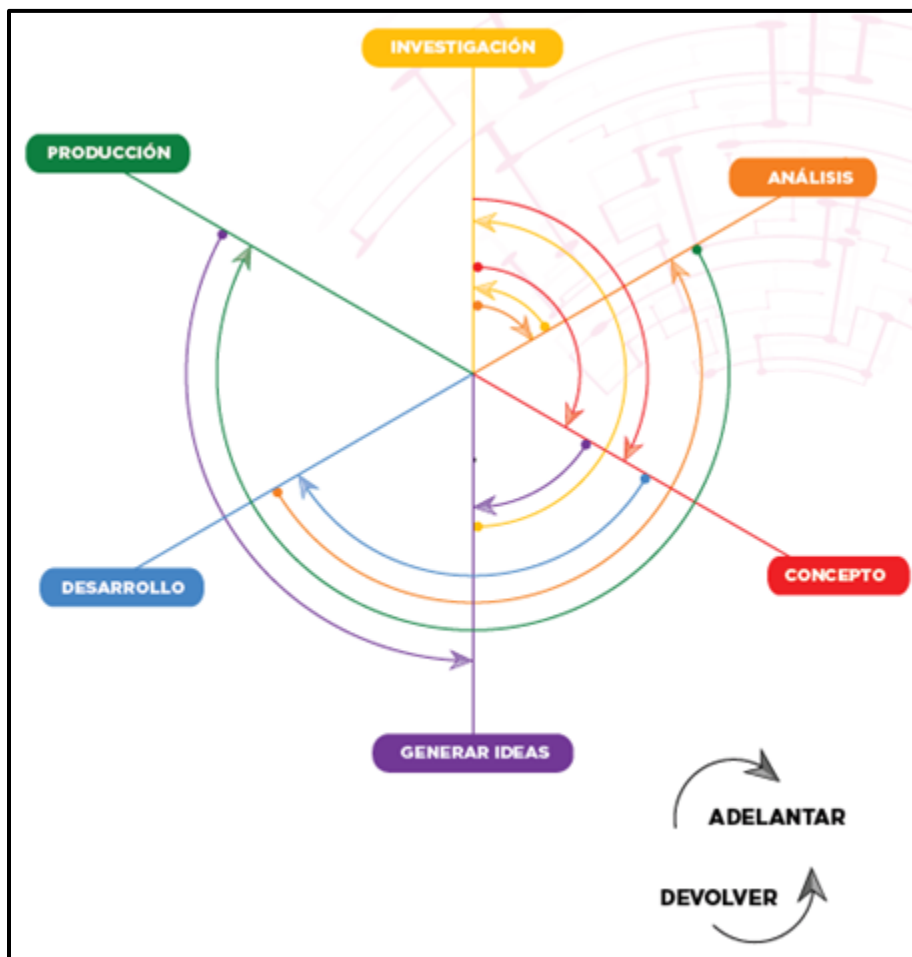 INVESTIGACIÓN
PRODUCCIÓN
ANÁLISIS
DESARROLLO
CONCEPTO
GENERAR IDEAS
ADELANTAR
DEVOLVER